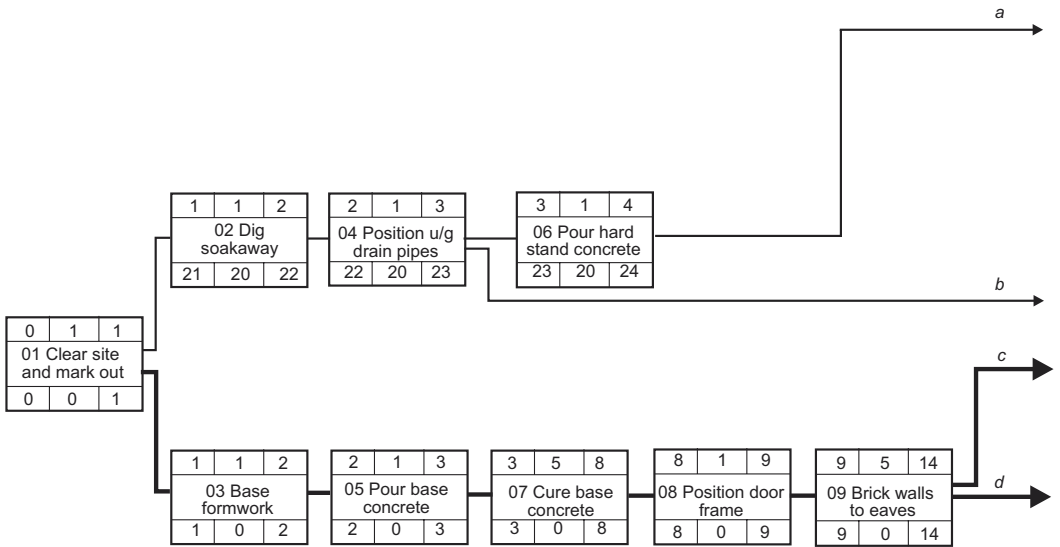 a
1 1 2
02 Dig
soakaway
21 20 22
2 1 3
04 Position u/g
drain pipes
22 20 23
3 1 4
06 Pour hard
stand concrete
23 20 24
b
0 1 1
01 Clear site
and mark out
0 0 1
c
1 1 2
03 Base
formwork
1 0 2
2 1 3
05 Pour base
concrete
2 0 3
3 5 8
07 Cure base
concrete
3 0 8
8 1 9
08 Position door
frame
8 0 9
9 5 14
09 Brick walls
to eaves
9 0 14
d